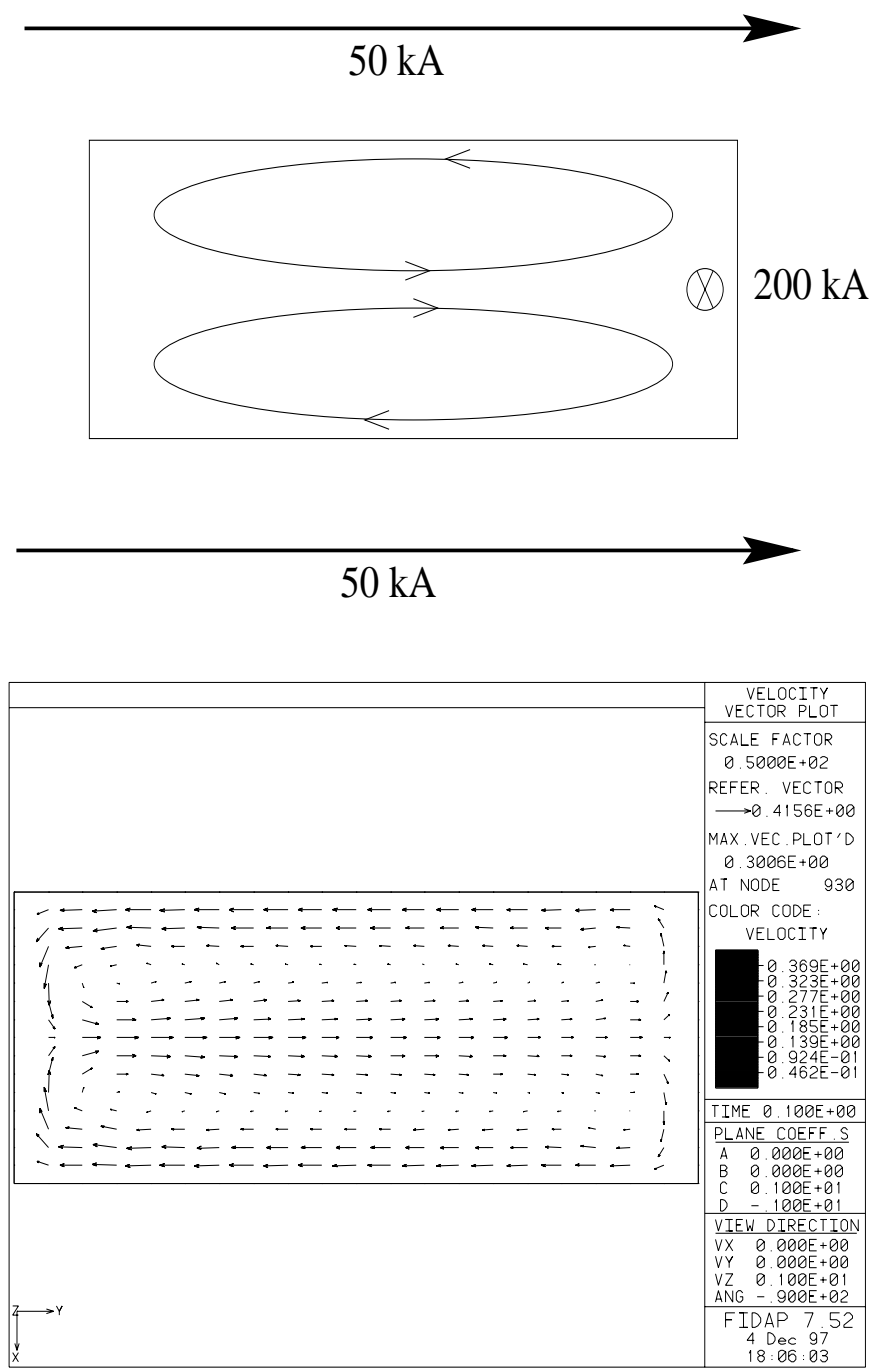 50 kA
200 kA
50 kA
VELOCITY
VECTOR PLOT
SCALE FACTOR
0.5000E+02
REFER. VECTOR
0.4156E+00
MAX.VEC.PLOT'D
0.3006E+00
AT NODE 930
COLOR CODE:
VELOCITY
0.369E+00
0.323E+00
0.277E+00
0.231E+00
0.185E+00
0.139E+00
0.924E-01
0.462E-01
TIME 0.100E+00
PLANE COEFF.S
A 0.000E+00
B 0.000E+00
C 0.100E+01
D -.100E+01
VIEW DIRECTION
VX 0.000E+00
VY 0.000E+00
VZ 0.100E+01
ANG -.900E+02
Z Y
X
FIDAP 7.52
4 Dec 97
18:06:03